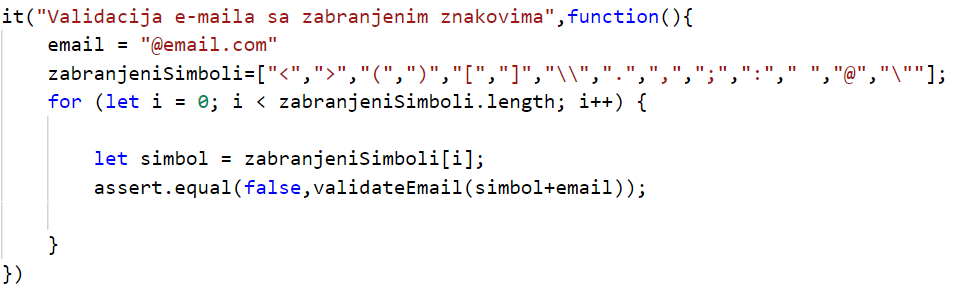 it("Validacija e-maila sa zabranjenim znakovima",function(){
    email = "@email.com"
    zabranjeniSimboli=["<",">","(",")","[","]","\\",".",",",";",":"," ","@","\""];
    for (let i = 0; i < zabranjeniSimboli.length; i++) {
        let simbol = zabranjeniSimboli[i];
        assert.equal(false,validateEmail(simbol+email));
    }
})